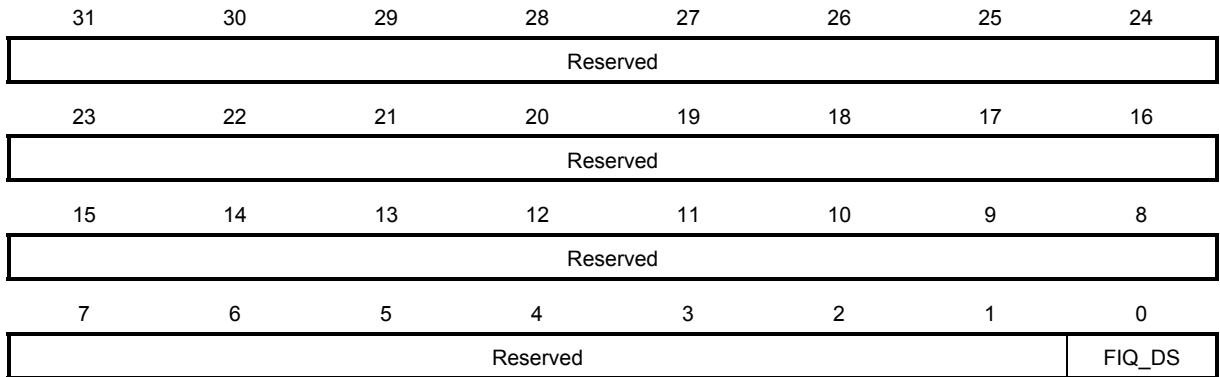 31 30 29 28 27 26 25 24
Reserved
23 22 21 20 19 18 17 16
Reserved
15 14 13 12 11 10 9 8
Reserved
7 6 5 4 3 2 1 0
Reserved FIQ_DS